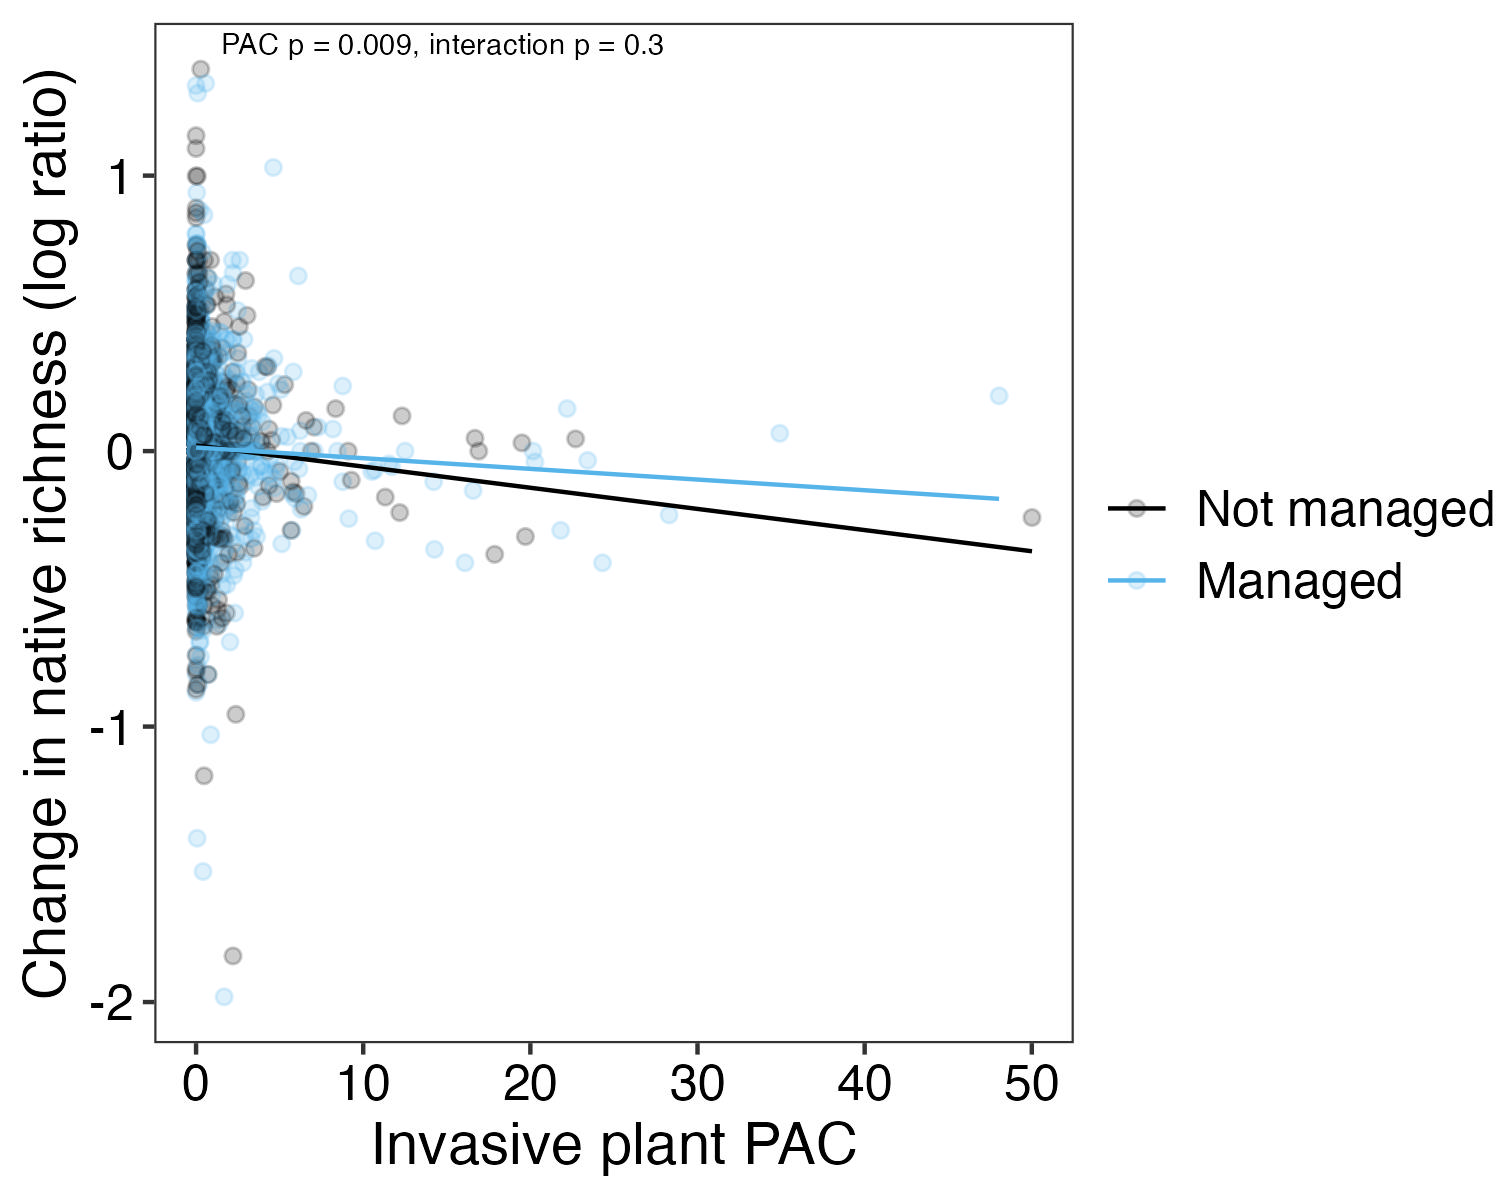 PAC p = 0.009, interaction p = 0.3
Change in native richness (log ratio)
1
0
-1
-2
0 10 20 30 40 50
Invasive plant PAC
Not managed
Managed